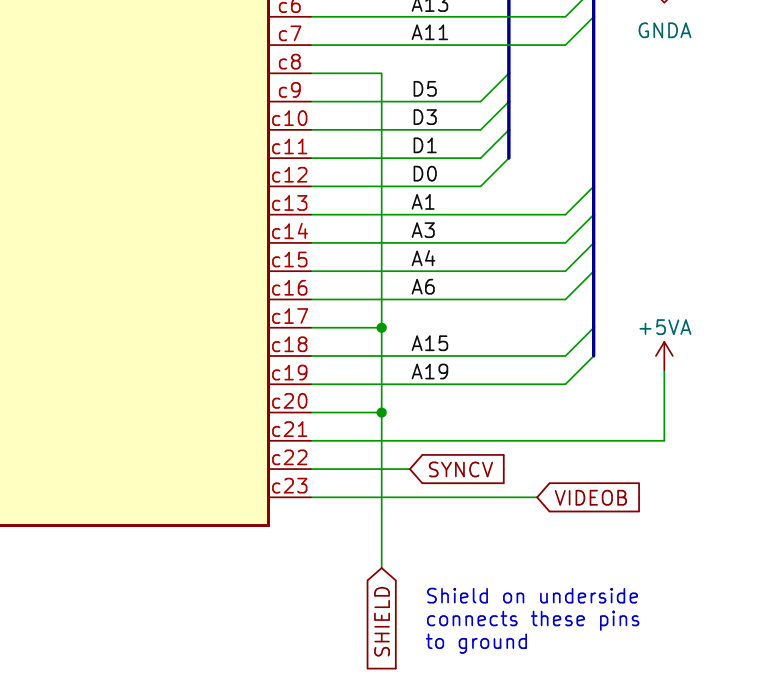 c6 A13
c7 A11
GNDA
c8
c9 D5
c10 D3
c11 D1
c12 D0
c13 A1
c14 A3
c15 A4
c16 A6
c17
+5VA
c18 A15
c19 A19
c20
c21
c22 SYNCV
c23 VIDEOB
SHIELD
Shield on underside
connects these pins
to ground